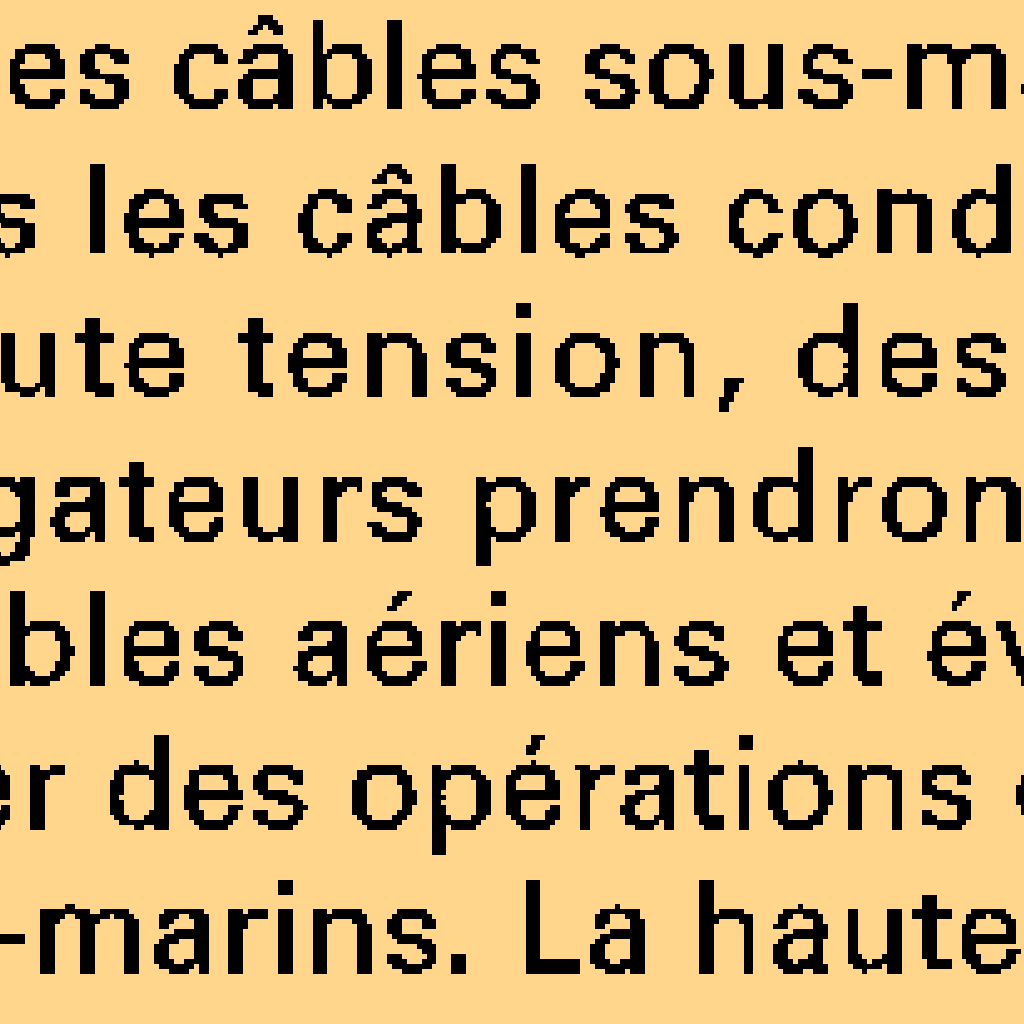 es câbles sous-m
s les câbles cond
ute tension, des
gateurs prendron
bles aériens et év
er des opérations
-marins. La haute